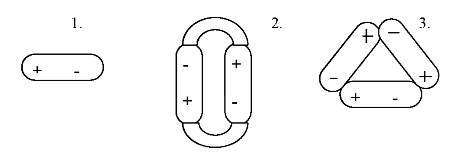 1. 2. 3.
- + + -
+ - - +
+ -
+ -